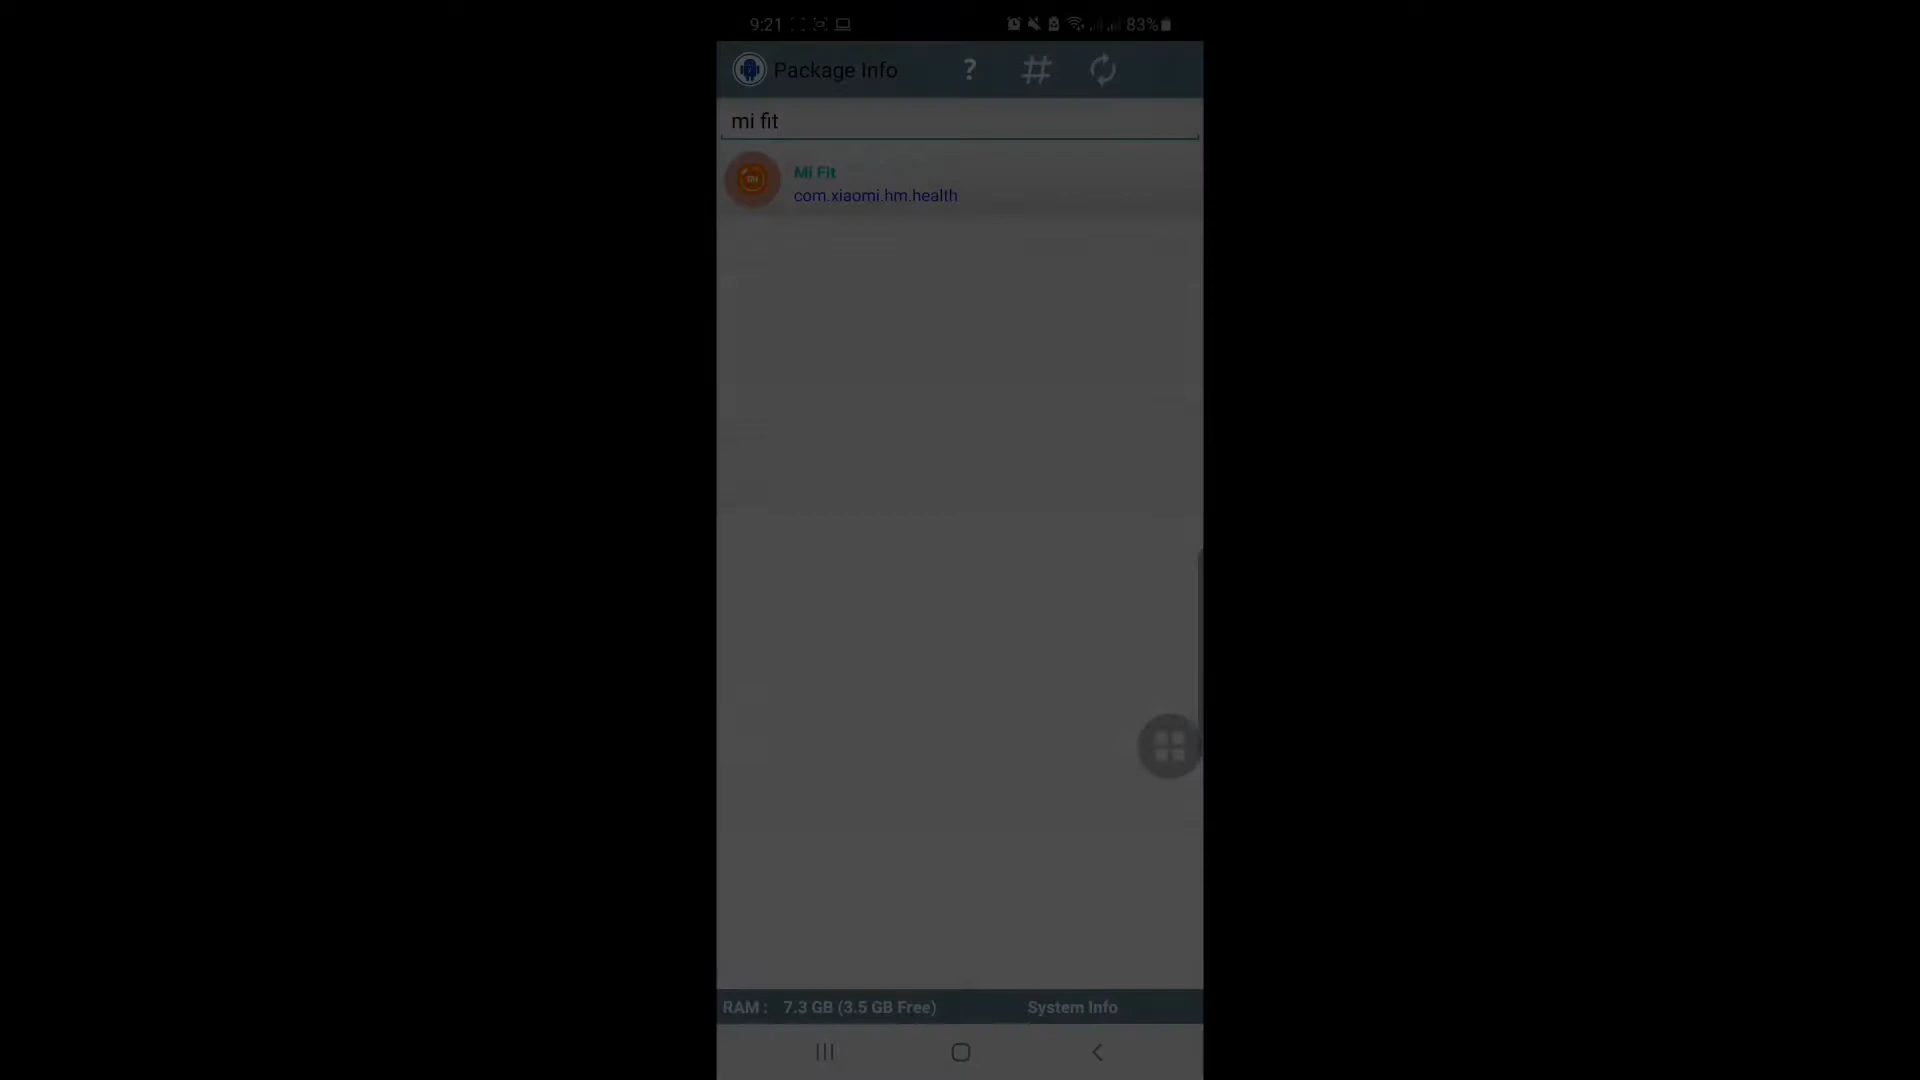 9:21 83%
Package Info ? #
mi fit
Mi Fit
com.xiaomi.hm.health
RAM : 7.3 GB (3.5 GB Free) System Info